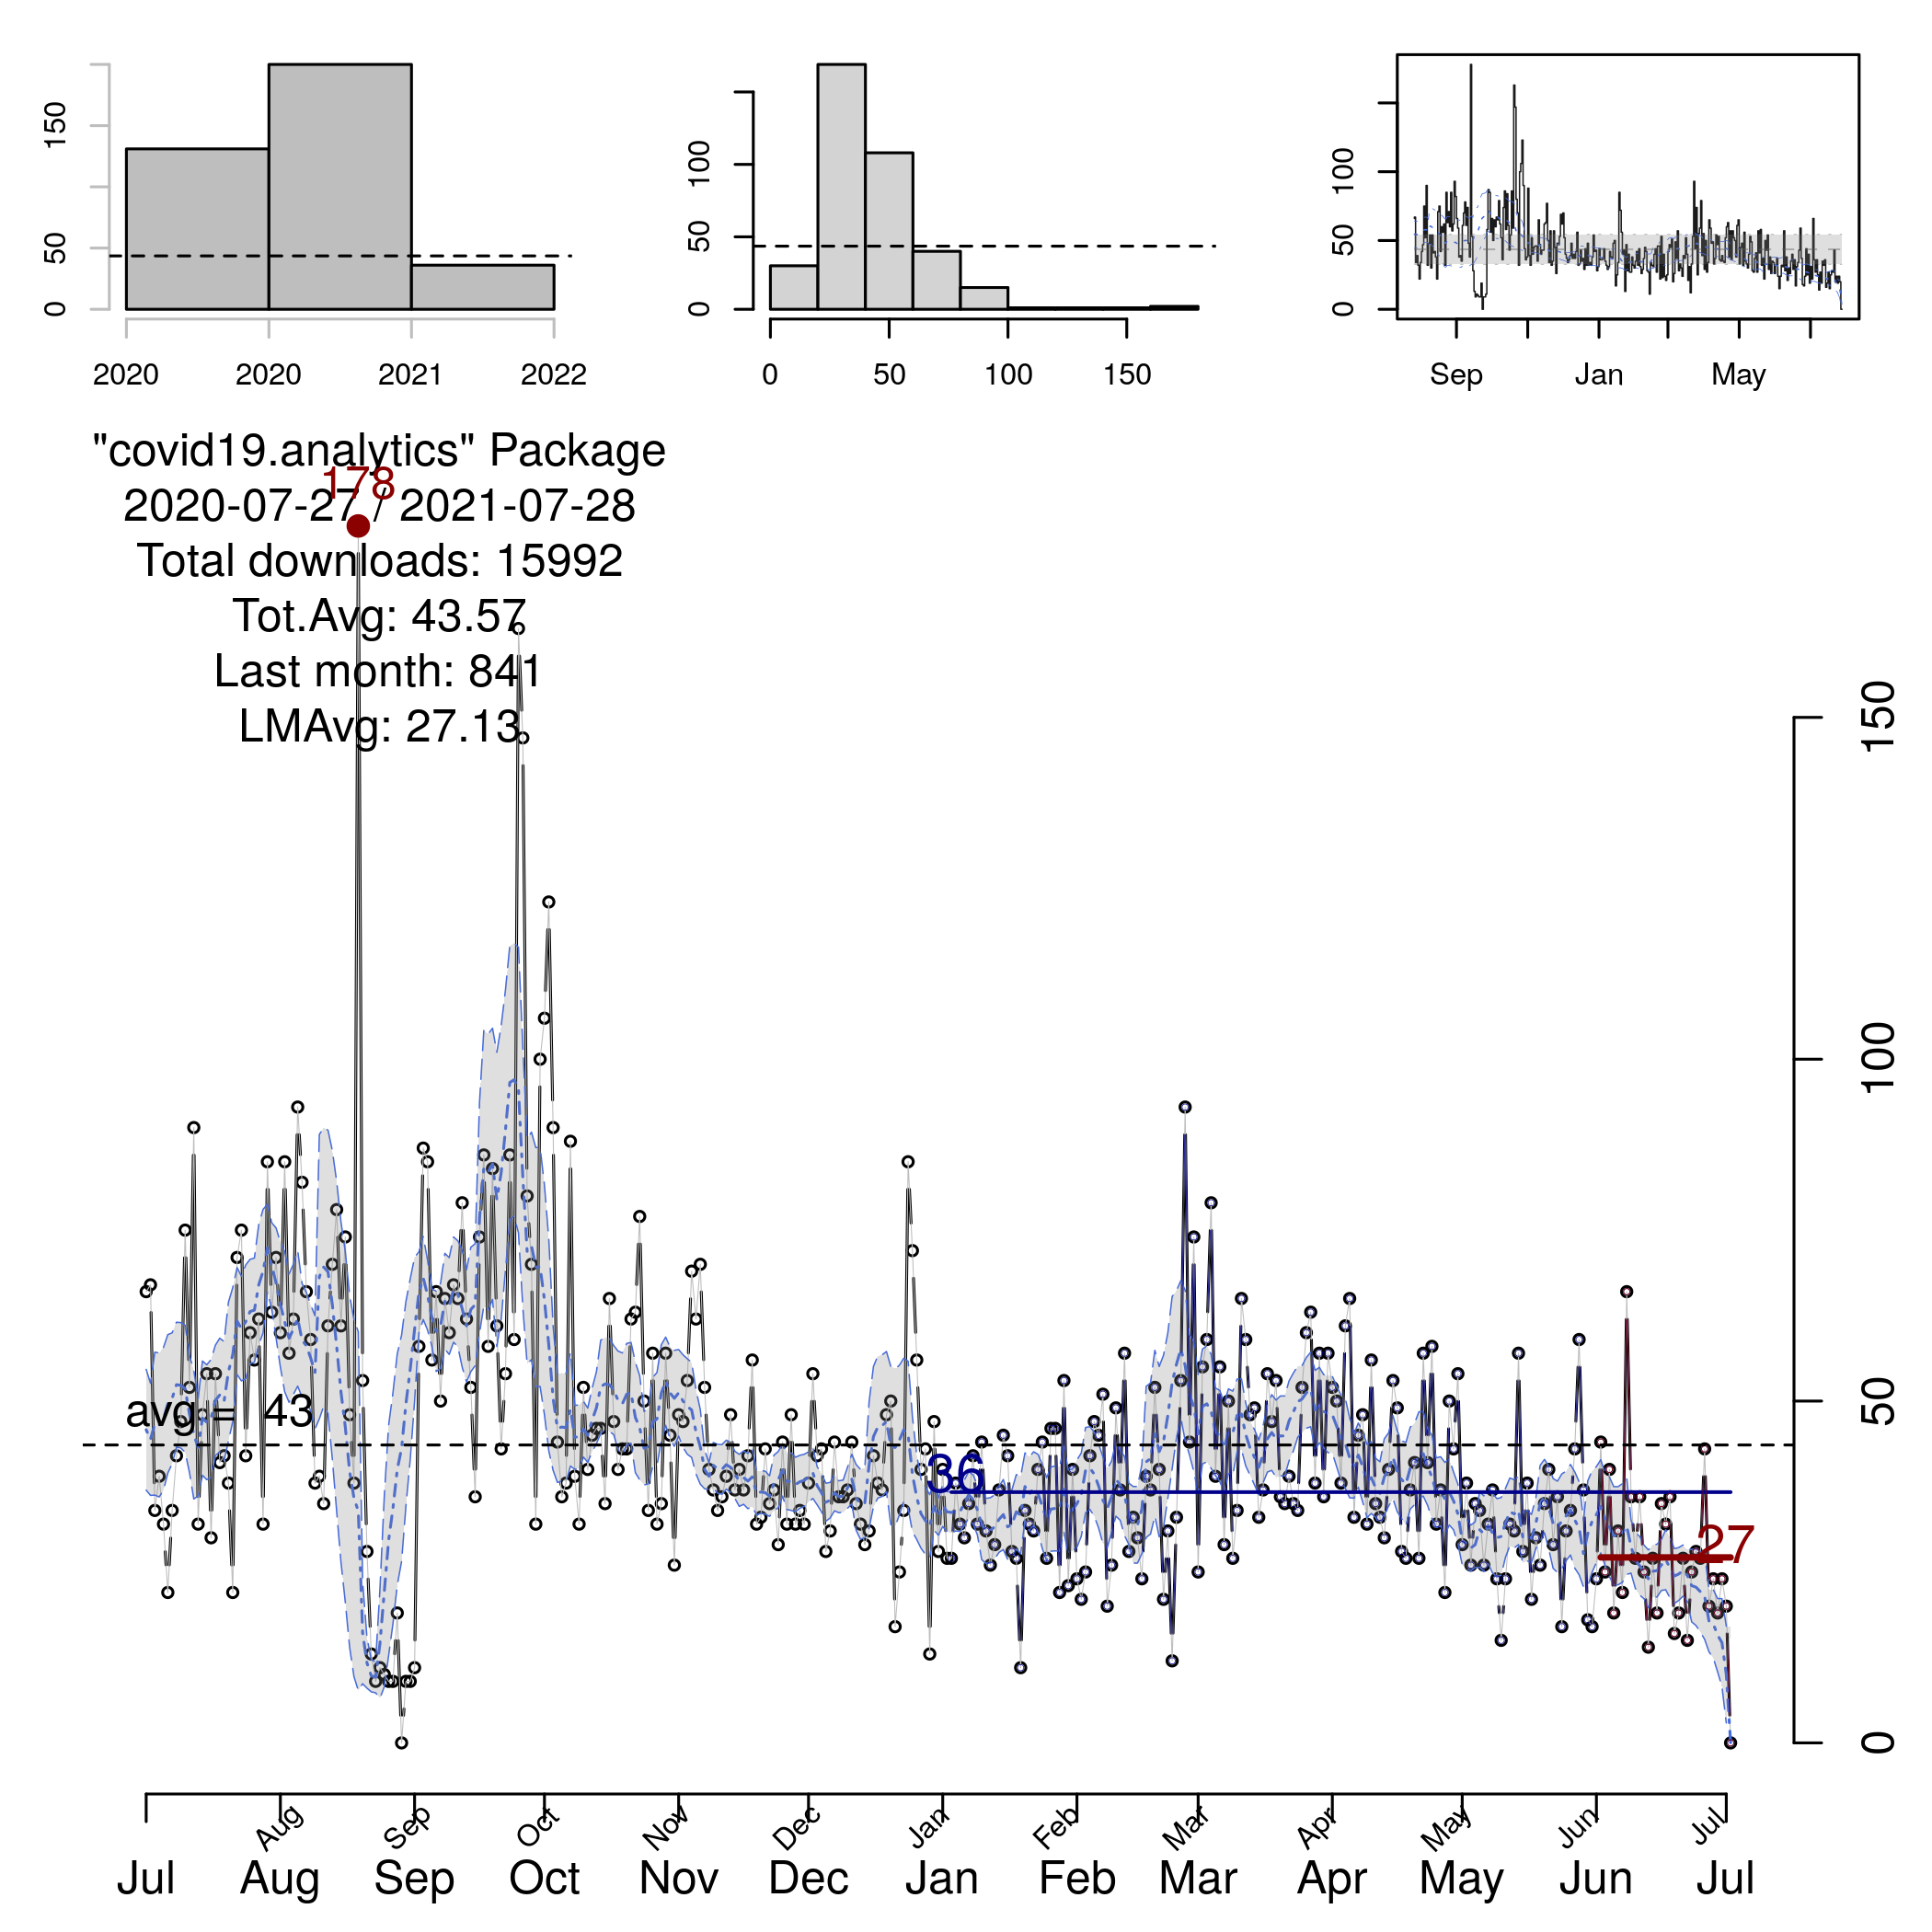 150
50
0
2020 2020 2021 2022
100
50
0
0 50 100 150
100
50
0
Sep Jan May
"covid19.analytics" Package
178
2020-07-27 / 2021-07-28
Total downloads: 15992
Tot.Avg: 43.57
Last month: 841
LMAvg: 27.13
150
100
50
0
avg = 43
36
27
Aug Sep Oct Nov Dec Jan Feb Mar Apr May Jun Jul
Jul Aug Sep Oct Nov Dec Jan Feb Mar Apr May Jun Jul